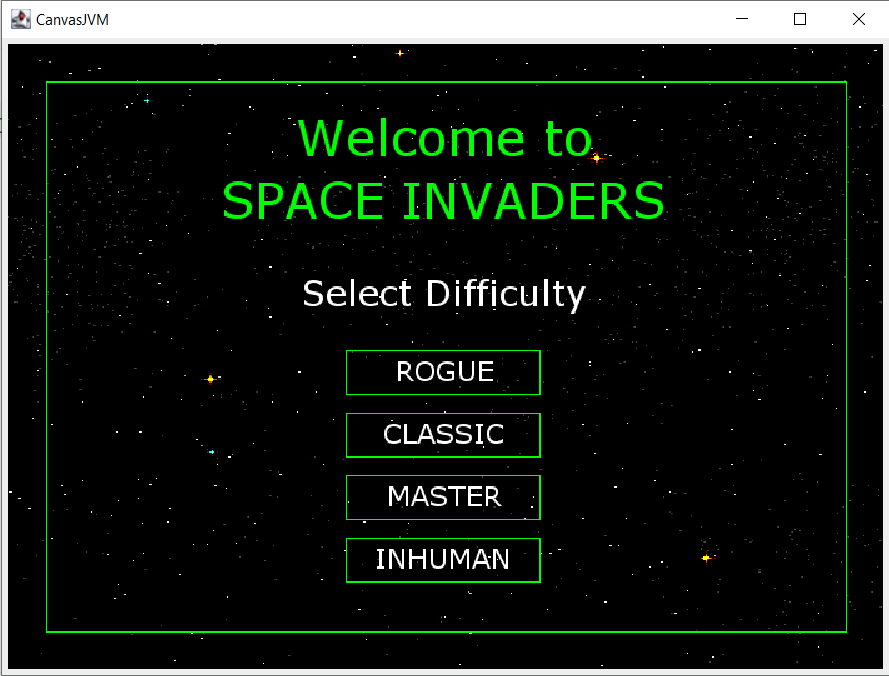 CanvasJVM
Welcome to
SPACE INVADERS
Select Difficulty
ROGUE
CLASSIC
MASTER
INHUMAN